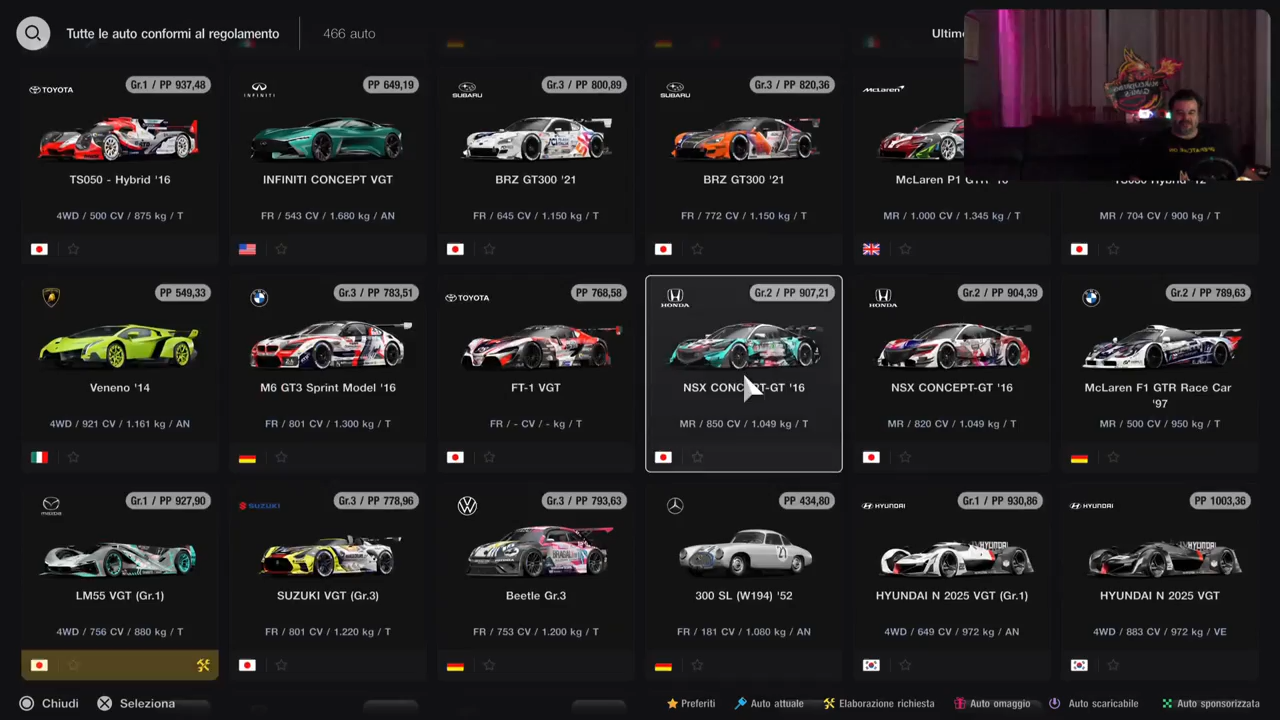 Tutte le auto conformi al regolamento
466 auto
Ultime
TOYOTA Gr.1 / PP 937,48
TS050 - Hybrid '16
4WD / 500 CV / 875 kg / T
INFINITI PP 649,19
INFINITI CONCEPT VGT
FR / 543 CV / 1.680 kg / AN
SUBARU Gr.3 / PP 800,89
BRZ GT300 '21
FR / 645 CV / 1.150 kg / T
SUBARU Gr.3 / PP 820,36
BRZ GT300 '21
FR / 772 CV / 1.150 kg / T
McLaren
McLaren P1 GTR '16
MR / 1.000 CV / 1.345 kg / T
MR / 704 CV / 900 kg / T
PP 549,33
Veneno '14
4WD / 921 CV / 1.161 kg / AN
Gr.3 / PP 783,51
M6 GT3 Sprint Model '16
FR / 801 CV / 1.300 kg / T
TOYOTA PP 768,58
FT-1 VGT
FR / - CV / - kg / T
HONDA Gr.2 / PP 907,21
NSX CONCEPT-GT '16
MR / 850 CV / 1.049 kg / T
HONDA Gr.2 / PP 904,39
NSX CONCEPT-GT '16
MR / 820 CV / 1.049 kg / T
Gr.2 / PP 789,63
McLaren F1 GTR Race Car
'97
MR / 500 CV / 950 kg / T
mazda Gr.1 / PP 927,90
LM55 VGT (Gr.1)
4WD / 756 CV / 880 kg / T
SUZUKI Gr.3 / PP 778,96
SUZUKI VGT (Gr.3)
FR / 801 CV / 1.220 kg / T
Gr.3 / PP 793,63
Beetle Gr.3
FR / 753 CV / 1.200 kg / T
PP 434,80
300 SL (W194) '52
FR / 181 CV / 1.080 kg / AN
HYUNDAI Gr.1 / PP 930,86
HYUNDAI N 2025 VGT (Gr.1)
4WD / 649 CV / 972 kg / AN
HYUNDAI PP 1003,36
HYUNDAI N 2025 VGT
4WD / 883 CV / 972 kg / VE
Chiudi
Seleziona
Preferiti
Auto attuale
Elaborazione richiesta
Auto omaggio
Auto scaricabile
Auto sponsorizzata